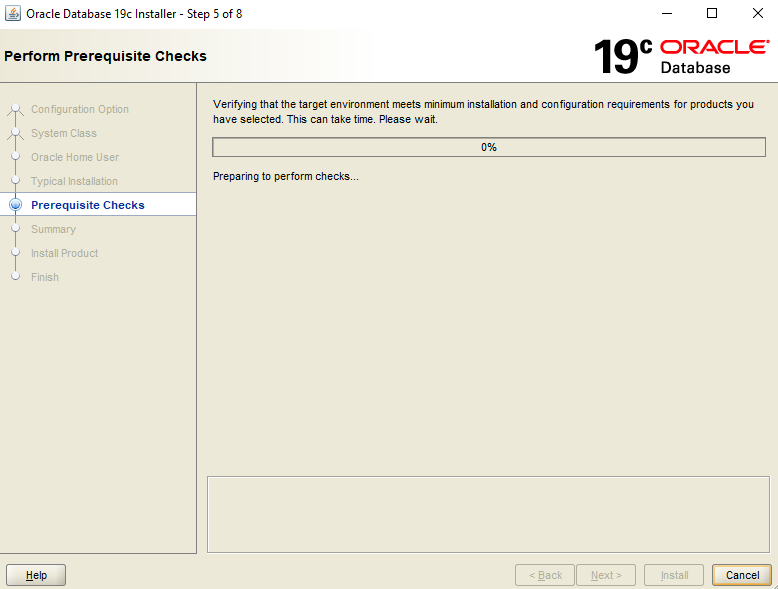 Oracle Database 19c Installer - Step 5 of 8
Perform Prerequisite Checks
19c ORACLE
Database
Configuration Option
System Class
Oracle Home User
Typical Installation
Prerequisite Checks
Summary
Install Product
Finish
Verifying that the target environment meets minimum installation and configuration requirements for products you
have selected. This can take time. Please wait.
0%
Preparing to perform checks...
Help
< Back
Next >
Install
Cancel